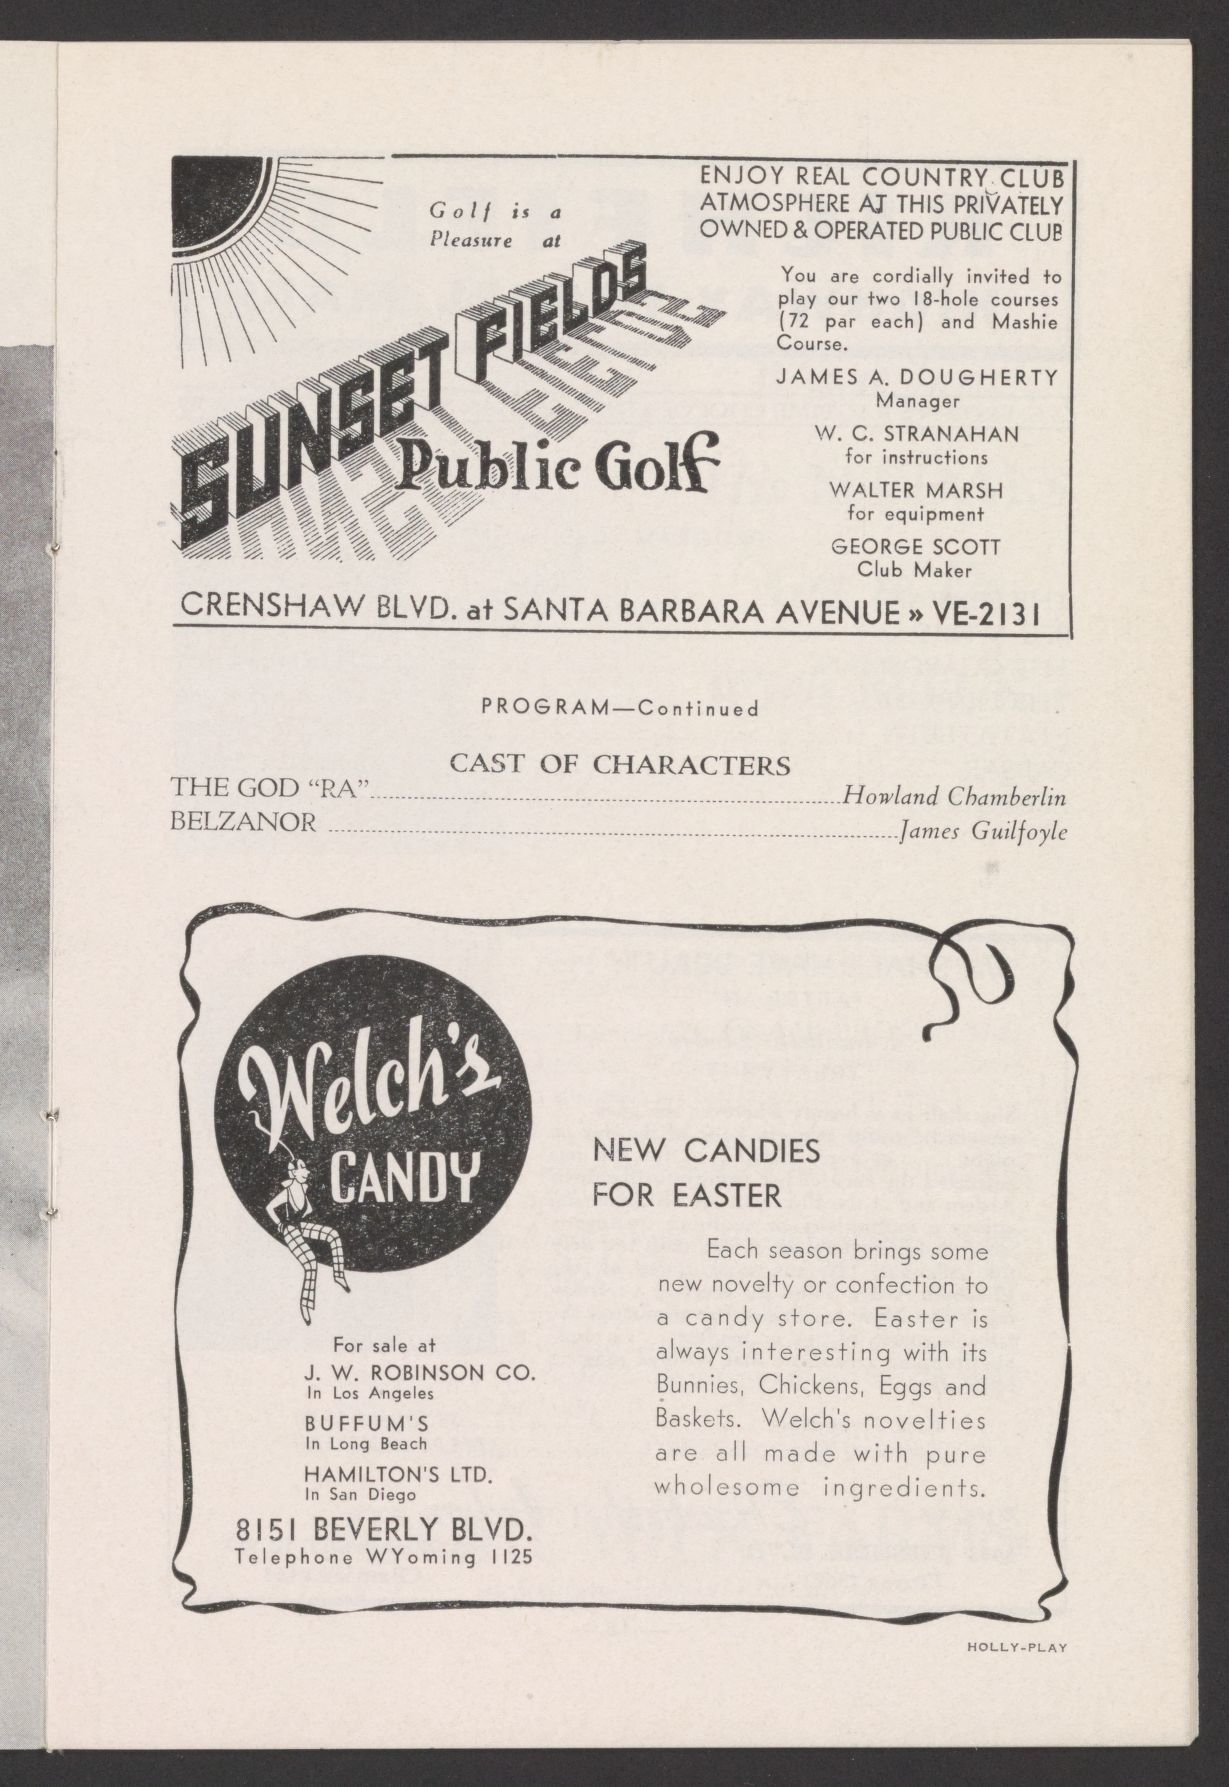 Golf is a
Pleasure at
SUNSET FIELDS
Public Golf
ENJOY REAL COUNTRY CLUB
ATMOSPHERE AT THIS PRIVATELY
OWNED & OPERATED PUBLIC CLUB
You are cordially invited to
play our two 18-hole courses
(72 par each) and Mashie
Course.
JAMES A. DOUGHERTY
Manager
W. C. STRANAHAN
for instructions
WALTER MARSH
for equipment
GEORGE SCOTT
Club Maker
CRENSHAW BLVD. at SANTA BARBARA AVENUE » VE-2131
PROGRAM—Continued
CAST OF CHARACTERS
THE GOD “RA”........Howland Chamberlin
BELZANOR ........James Guilfoyle
Welch's
CANDY
For sale at
J. W. ROBINSON CO.
In Los Angeles
BUFFUM'S
In Long Beach
HAMILTON'S LTD.
In San Diego
8151 BEVERLY BLVD.
Telephone WYoming 1125
NEW CANDIES
FOR EASTER
Each season brings some
new novelty or confection to
a candy store. Easter is
always interesting with its
Bunnies, Chickens, Eggs and
Baskets. Welch's novelties
are all made with pure
wholesome ingredients.
HOLLY-PLAY